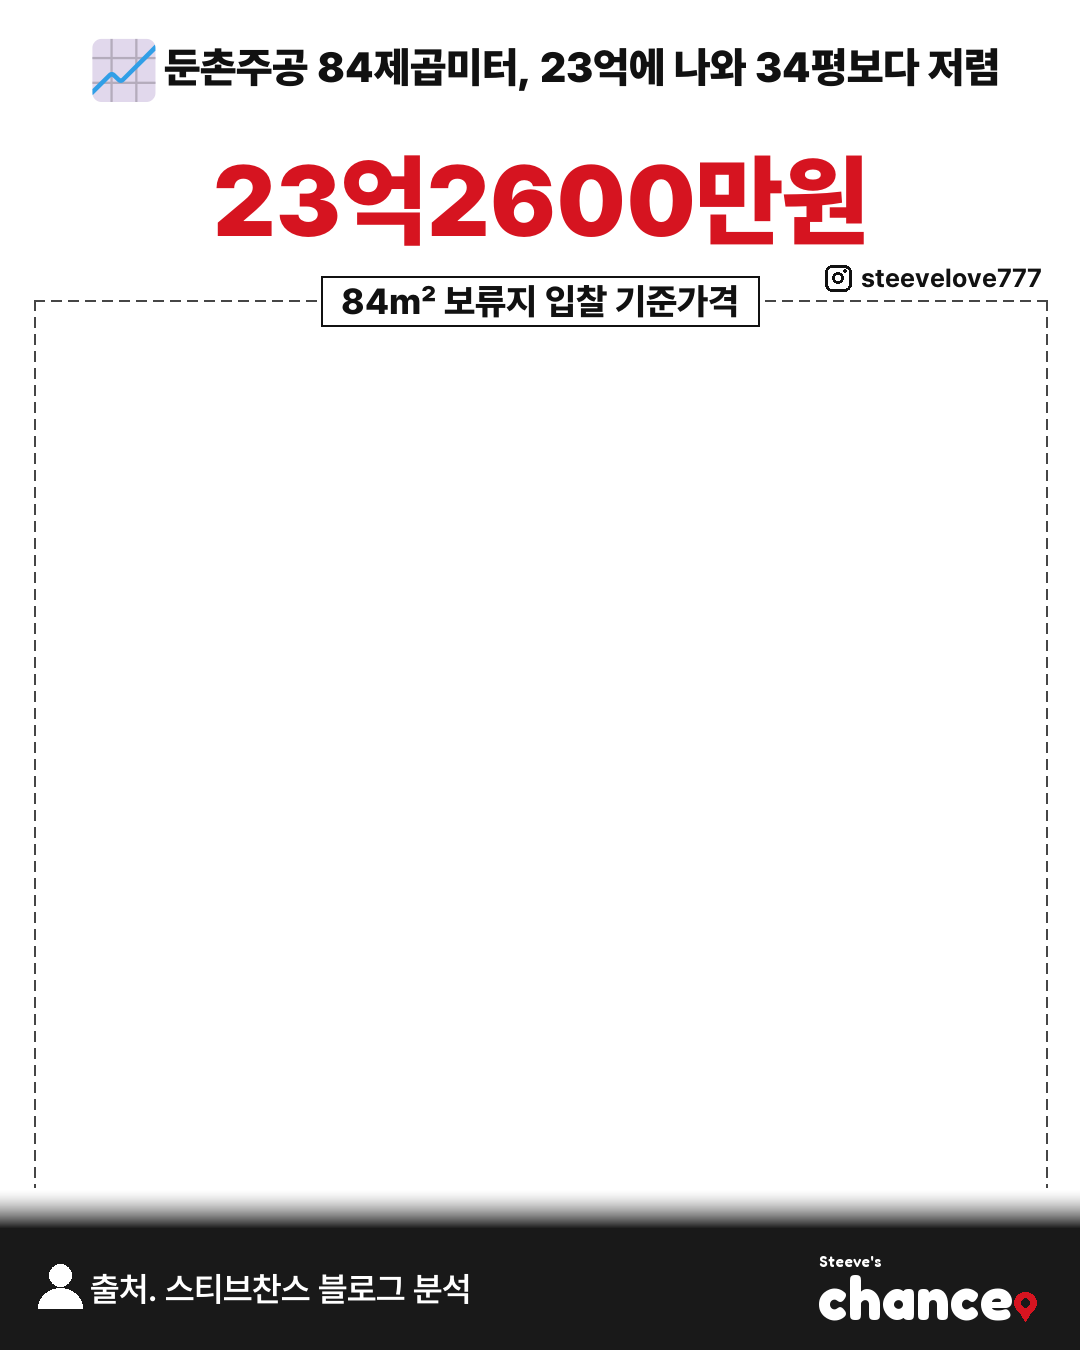 둔촌주공 84제곱미터, 23억에 나와 34평보다 저렴
23억2600만원
steevelove777
84m² 보류지 입찰 기준가격
출처. 스티브찬스 블로그 분석
Steeve's
chance